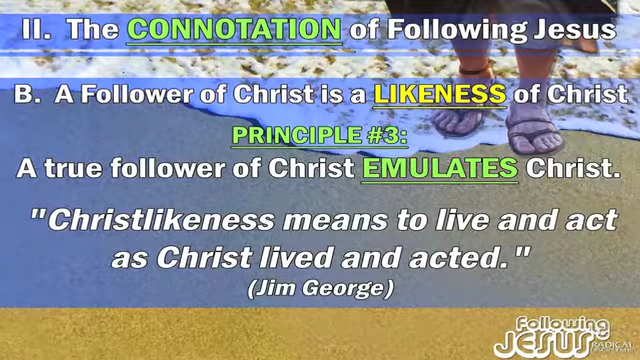 II. The CONNOTATION of Following Jesus
B. A Follower of Christ is a LIKENESS of Christ
PRINCIPLE #3:
A true follower of Christ EMULATES Christ.
"Christlikeness means to live and act
as Christ lived and acted."
(Jim George)
Following
JESUS
RADICAL